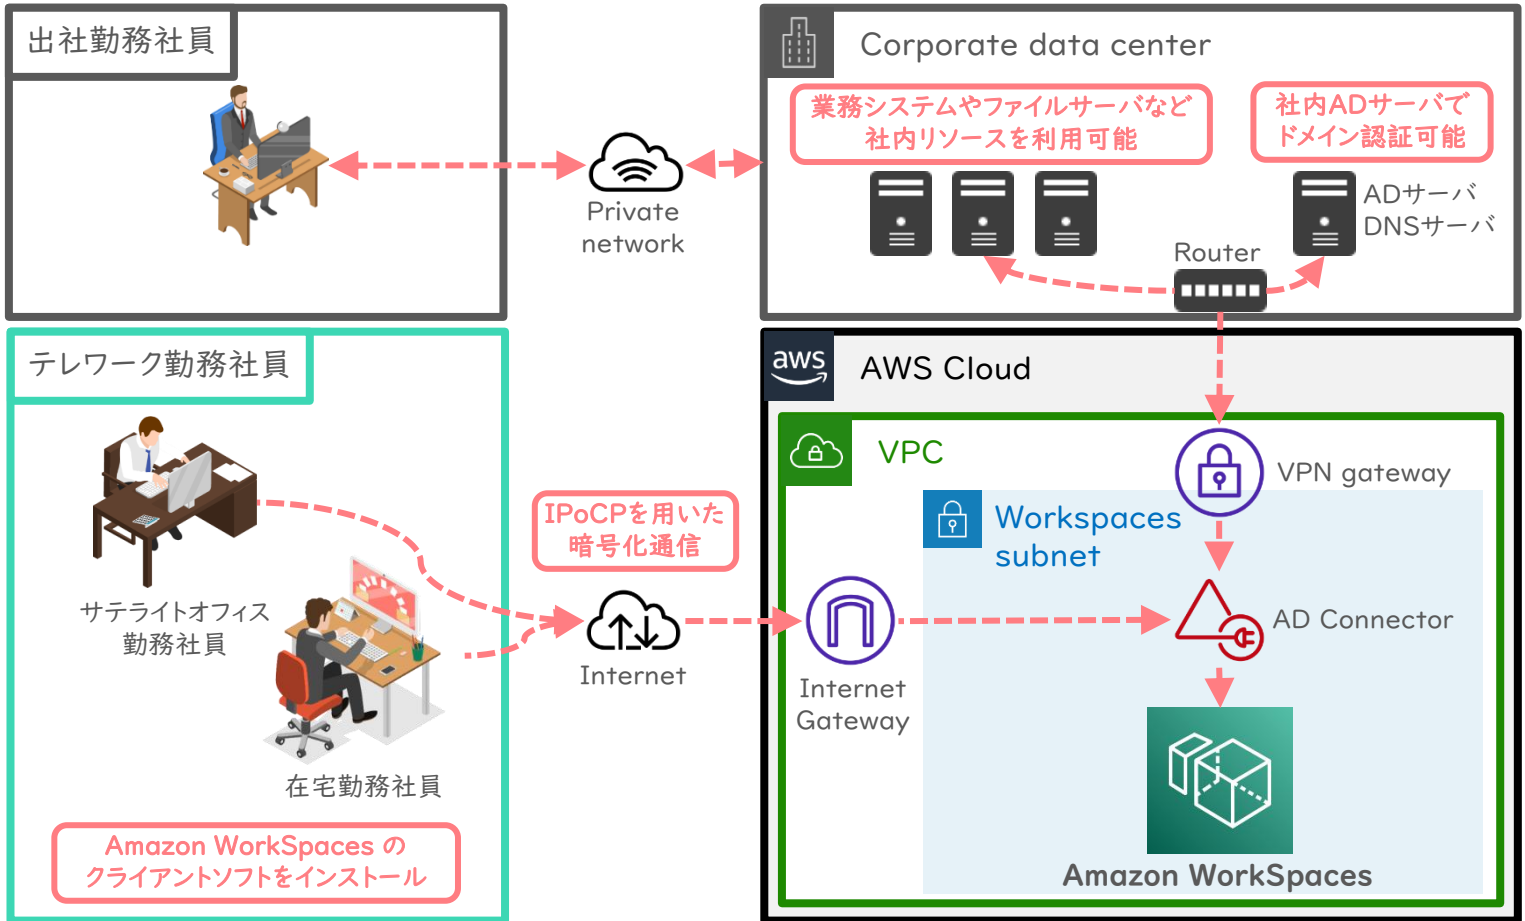 出社勤務社員
Corporate data center
業務システムやファイルサーバなど
社内リソースを利用可能
社内ADサーバで
ドメイン認証可能
Private
network
ADサーバ
DNSサーバ
Router
テレワーク勤務社員
aws
AWS Cloud
VPC
VPN gateway
IPoCPを用いた
暗号化通信
Workspaces
subnet
サテライトオフィス
勤務社員
Internet
AD Connector
Internet
Gateway
在宅勤務社員
Amazon WorkSpaces の
クライアントソフトをインストール
Amazon WorkSpaces